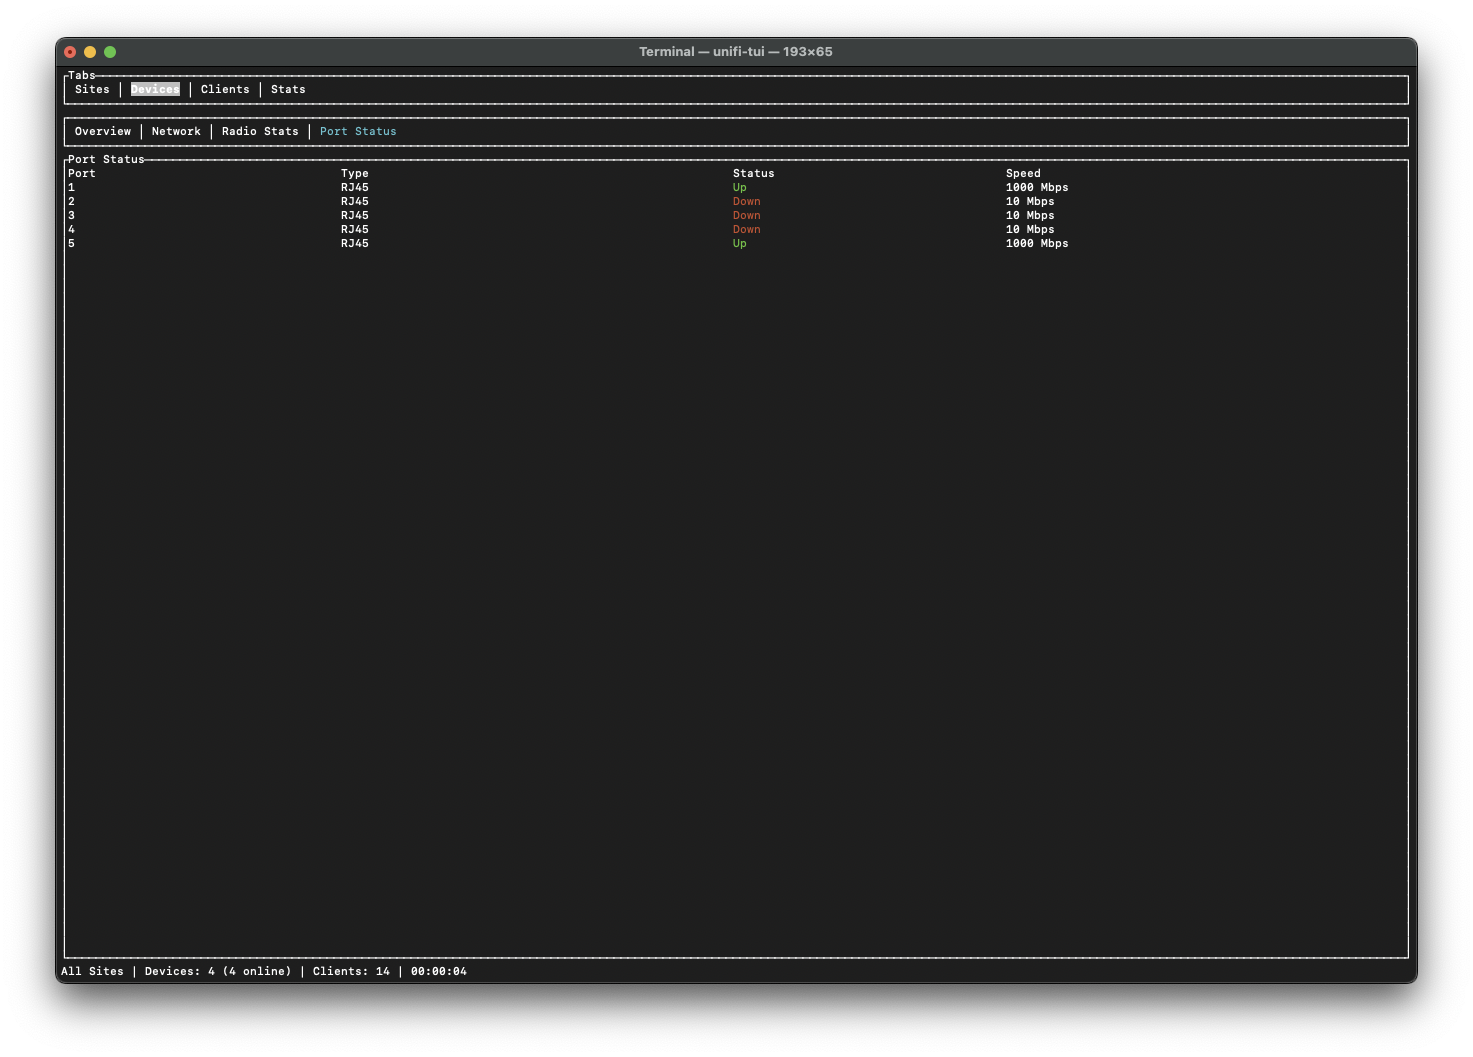 Terminal — unifi-tui — 193×65
Tabs
Sites │ Devices │ Clients │ Stats
Overview │ Network │ Radio Stats │ Port Status
Port Status
Port Type Status Speed
1 RJ45 Up 1000 Mbps
2 RJ45 Down 10 Mbps
3 RJ45 Down 10 Mbps
4 RJ45 Down 10 Mbps
5 RJ45 Up 1000 Mbps
All Sites | Devices: 4 (4 online) | Clients: 14 | 00:00:04